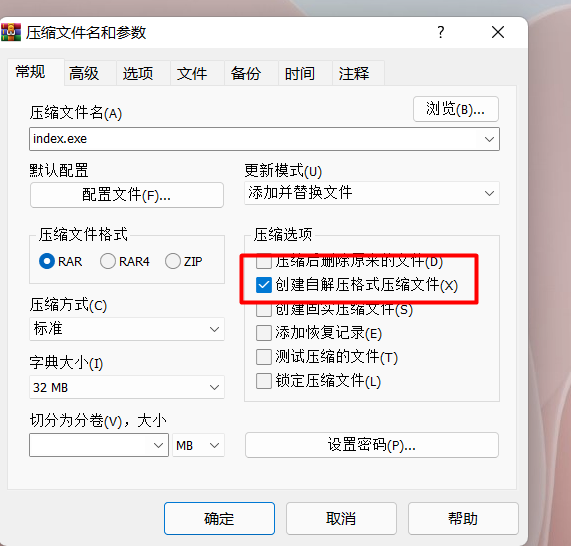 压缩文件名和参数
?
常规 高级 选项 文件 备份 时间 注释
压缩文件名(A)
浏览(B)...
index.exe
默认配置
配置文件(F)...
更新模式(U)
添加并替换文件
压缩文件格式
RAR RAR4 ZIP
压缩方式(C)
标准
字典大小(I)
32 MB
切分为分卷(V)，大小
MB
压缩选项
压缩后删除原来的文件(D)
创建自解压格式压缩文件(X)
创建固实压缩文件(S)
添加恢复记录(E)
测试压缩的文件(T)
锁定压缩文件(L)
设置密码(P)...
确定 取消 帮助